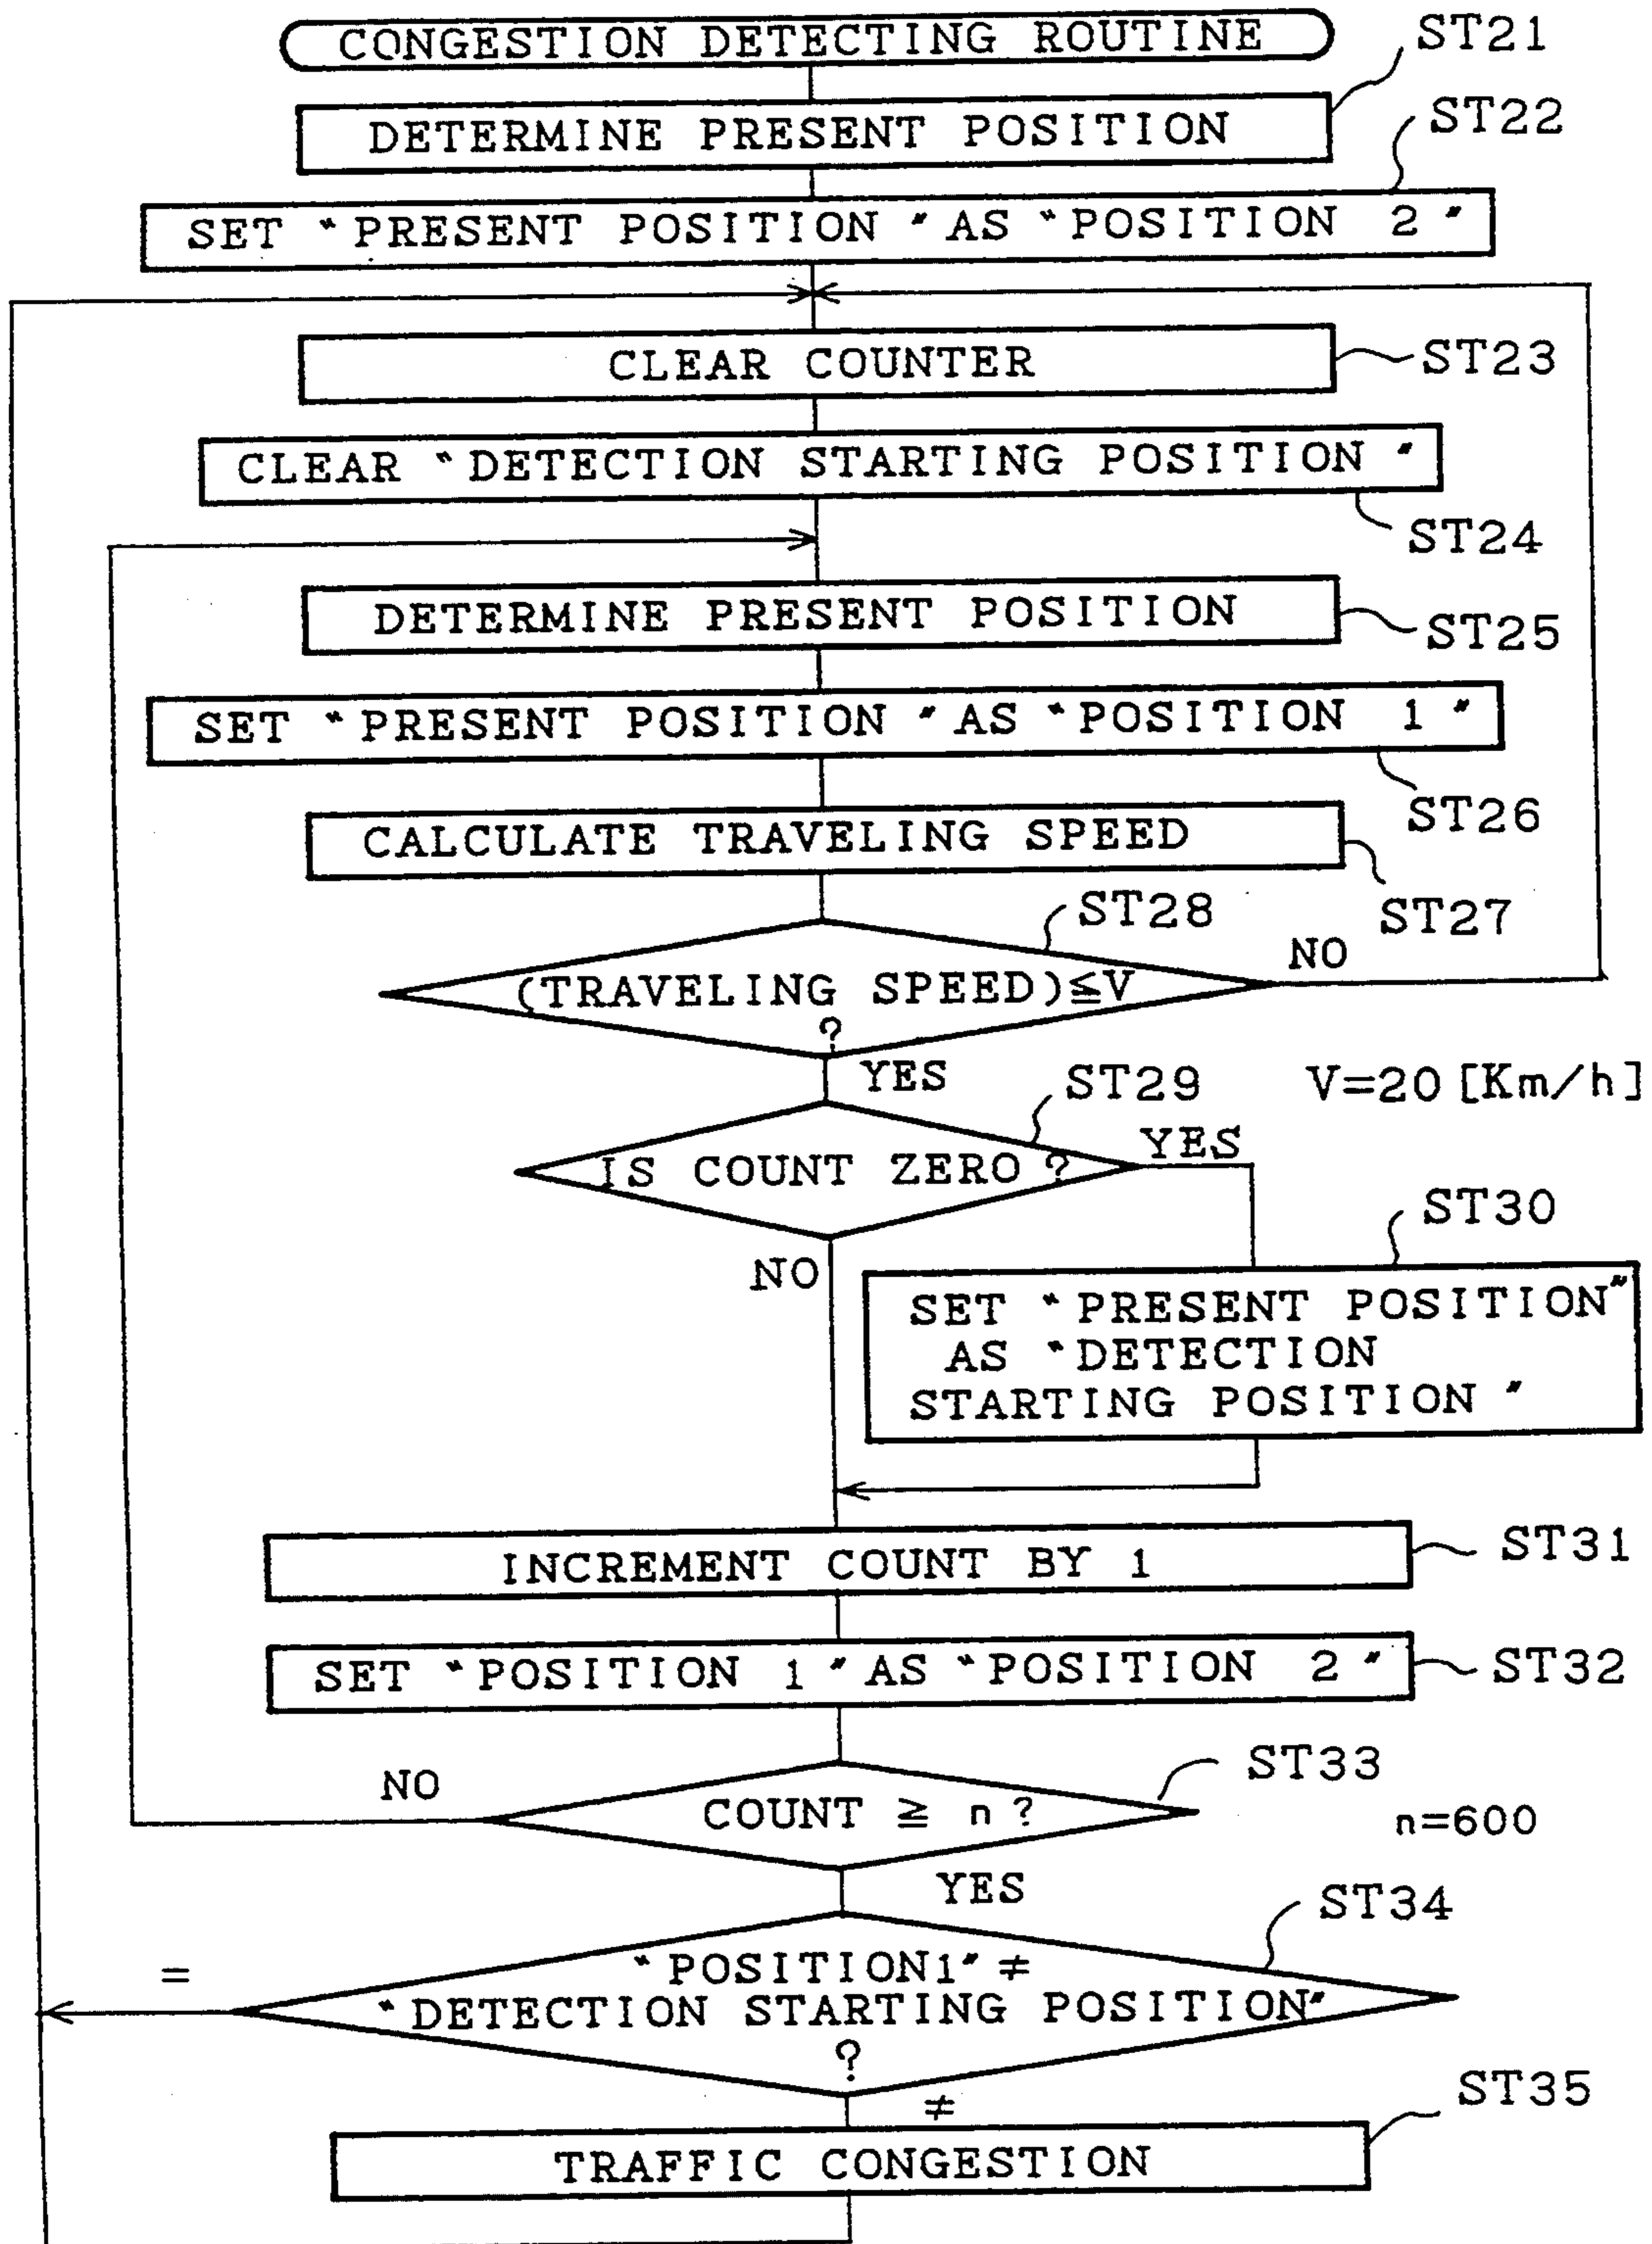 CONGESTION DETECTING ROUTINE
ST21
DETERMINE PRESENT POSITION
ST22
SET "PRESENT POSITION" AS "POSITION 2"
CLEAR COUNTER
ST23
CLEAR "DETECTION STARTING POSITION"
ST24
DETERMINE PRESENT POSITION
ST25
SET "PRESENT POSITION" AS "POSITION 1"
ST26
CALCULATE TRAVELING SPEED
ST27
ST28
(TRAVELING SPEED)≦V
?
NO
YES
V=20 [Km/h]
ST29
IS COUNT ZERO ?
YES
NO
ST30
SET "PRESENT POSITION"
AS "DETECTION
STARTING POSITION"
INCREMENT COUNT BY 1
ST31
SET "POSITION 1" AS "POSITION 2"
ST32
ST33
COUNT ≧ n ?
NO
n=600
YES
ST34
"POSITION1" ≠
"DETECTION STARTING POSITION"
?
=
≠
ST35
TRAFFIC CONGESTION